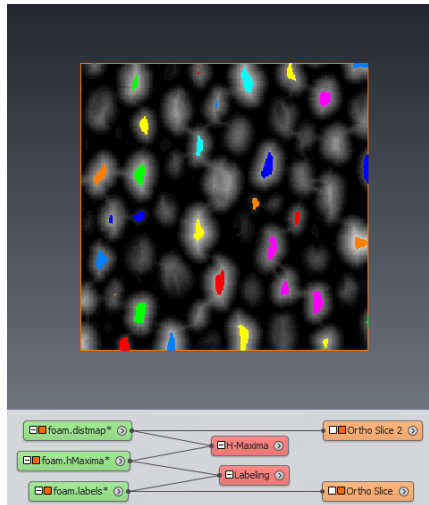 foam.distmap*
Ortho Slice 2
H-Maxima
foam.hMaxima*
Labeling
foam.labels*
Ortho Slice